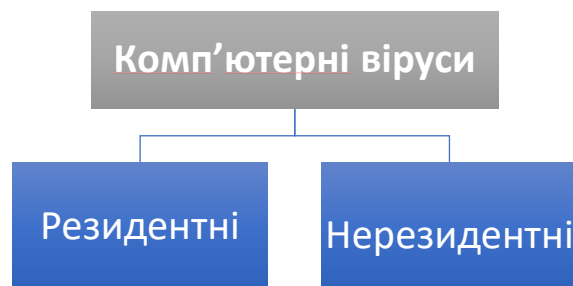 Комп’ютерні віруси
Резидентні
Нерезидентні